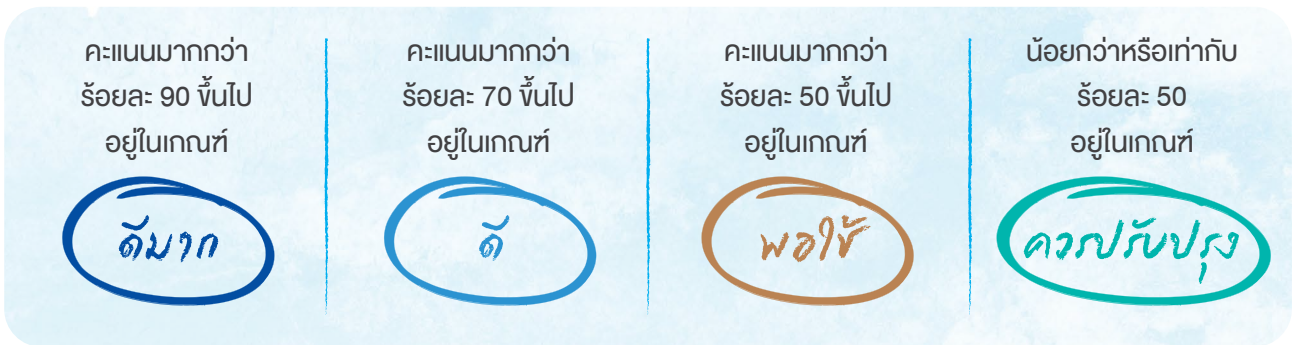 คะแนนมากกว่า
ร้อยละ 90 ขึ้นไป
อยู่ในเกณฑ์
ดีมาก
คะแนนมากกว่า
ร้อยละ 70 ขึ้นไป
อยู่ในเกณฑ์
ดี
คะแนนมากกว่า
ร้อยละ 50 ขึ้นไป
อยู่ในเกณฑ์
พอใช้
น้อยกว่าหรือเท่ากับ
ร้อยละ 50
อยู่ในเกณฑ์
ควรปรับปรุง